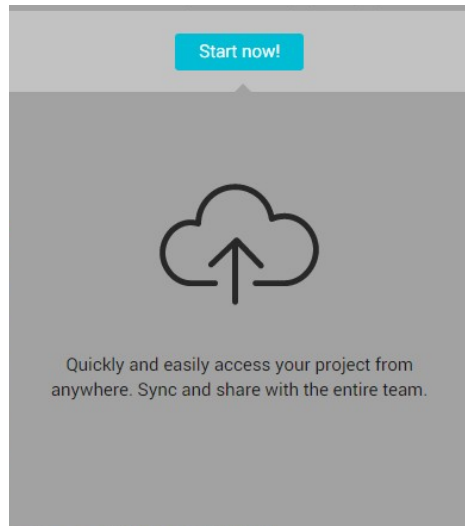 Start now!
Quickly and easily access your project from
anywhere. Sync and share with the entire team.